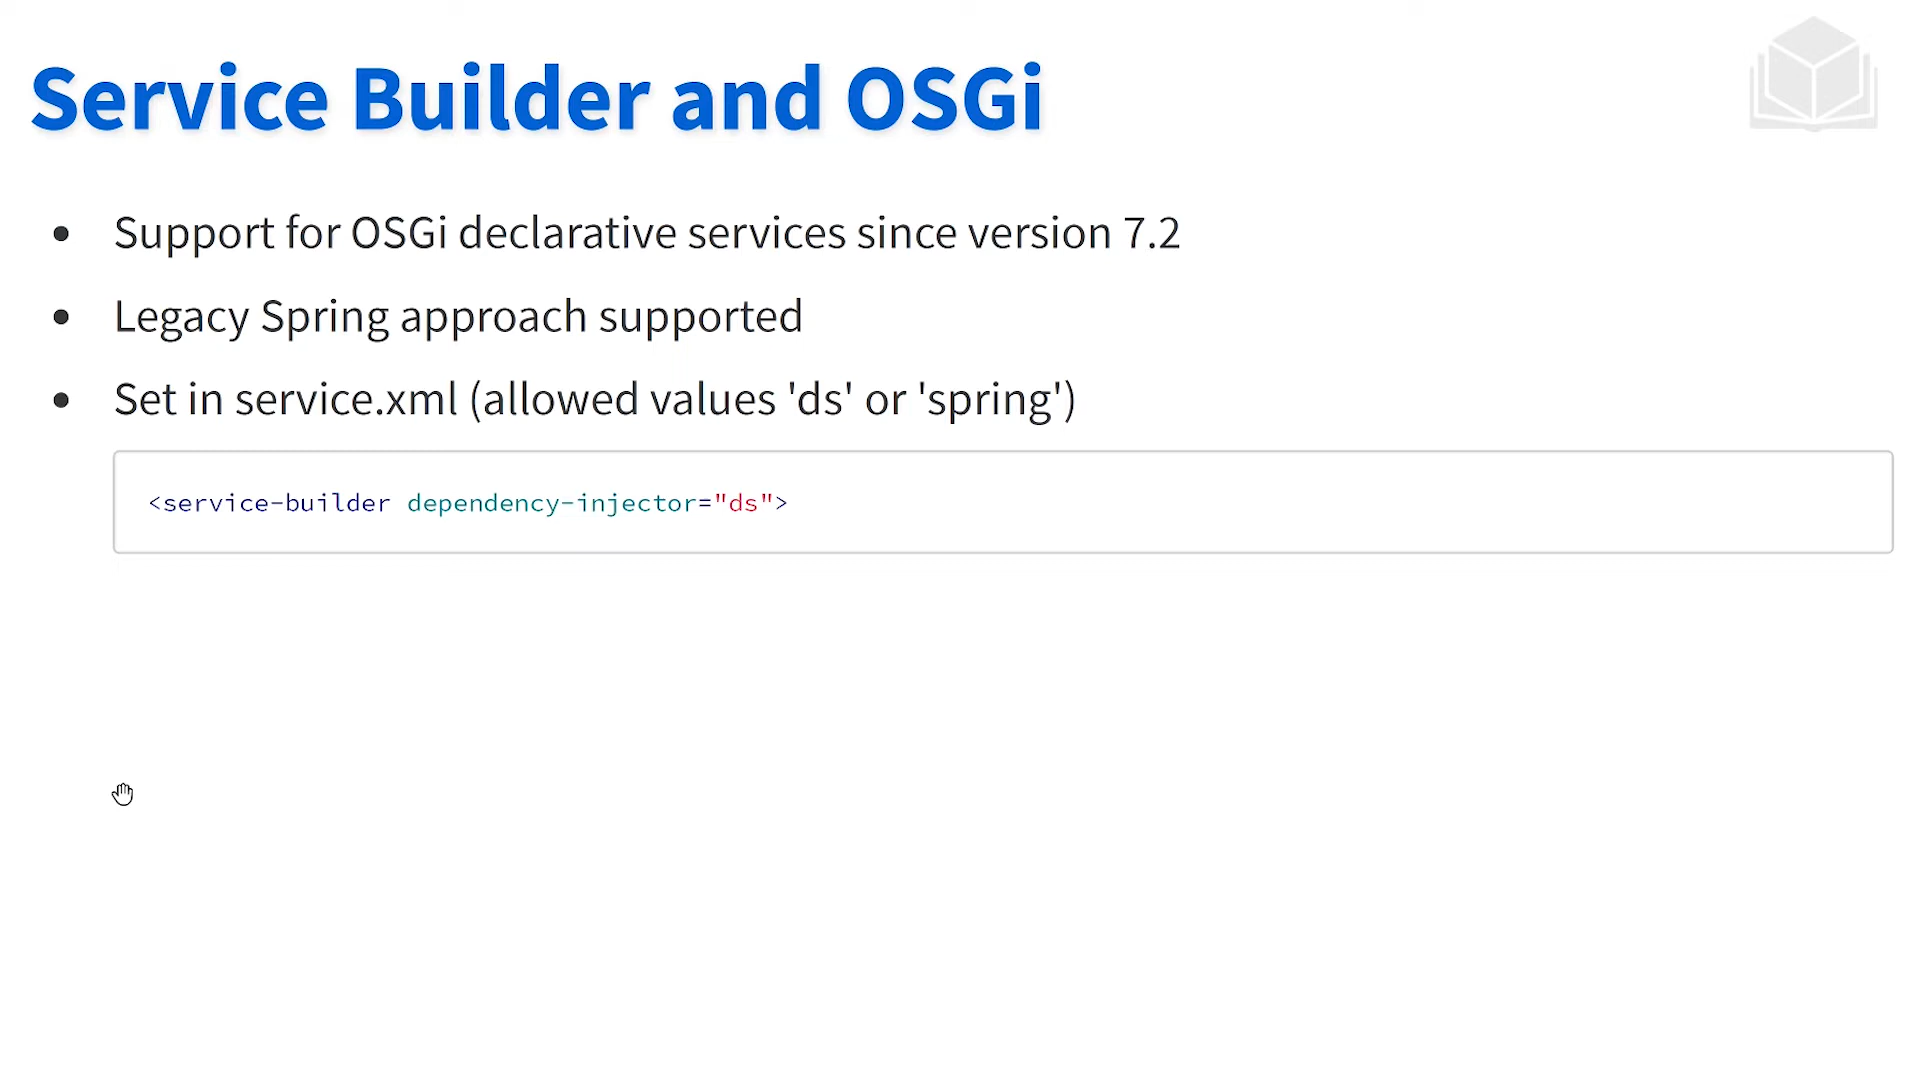 Service Builder and OSGi
• Support for OSGi declarative services since version 7.2
• Legacy Spring approach supported
• Set in service.xml (allowed values 'ds' or 'spring')
<service-builder dependency-injector="ds">